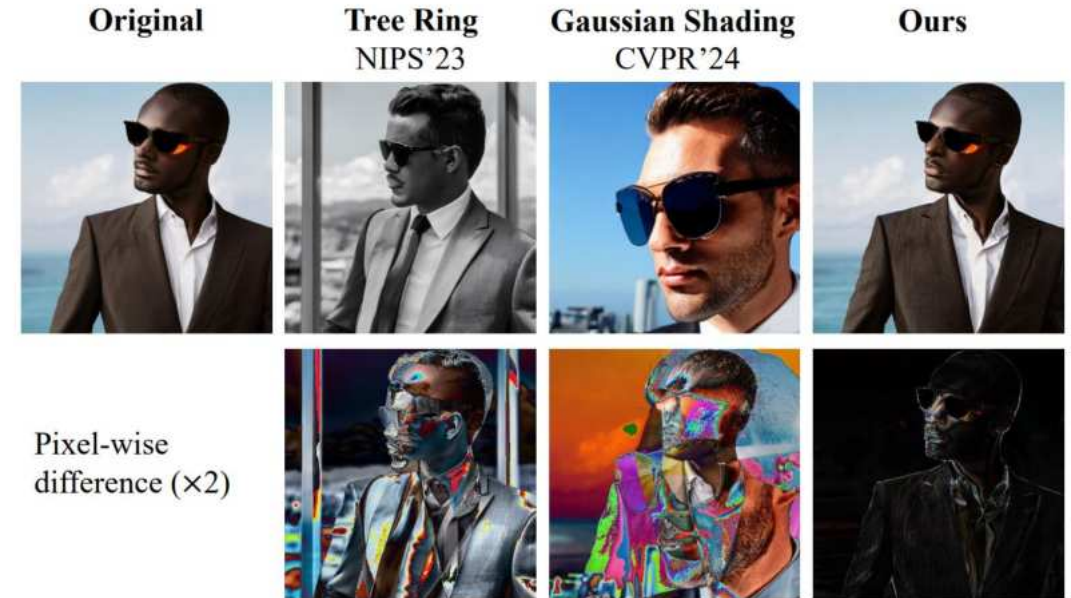 Original
Tree Ring
NIPS’23
Gaussian Shading
CVPR’24
Ours
Pixel-wise
difference (×2)